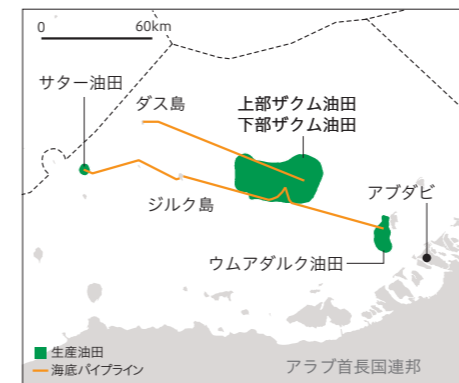 0 60km
サター油田
ダス島
上部ザクム油田
下部ザクム油田
アブダビ
ジルク島
ウムアダルク油田
生産油田
海底パイプライン
アラブ首長国連邦